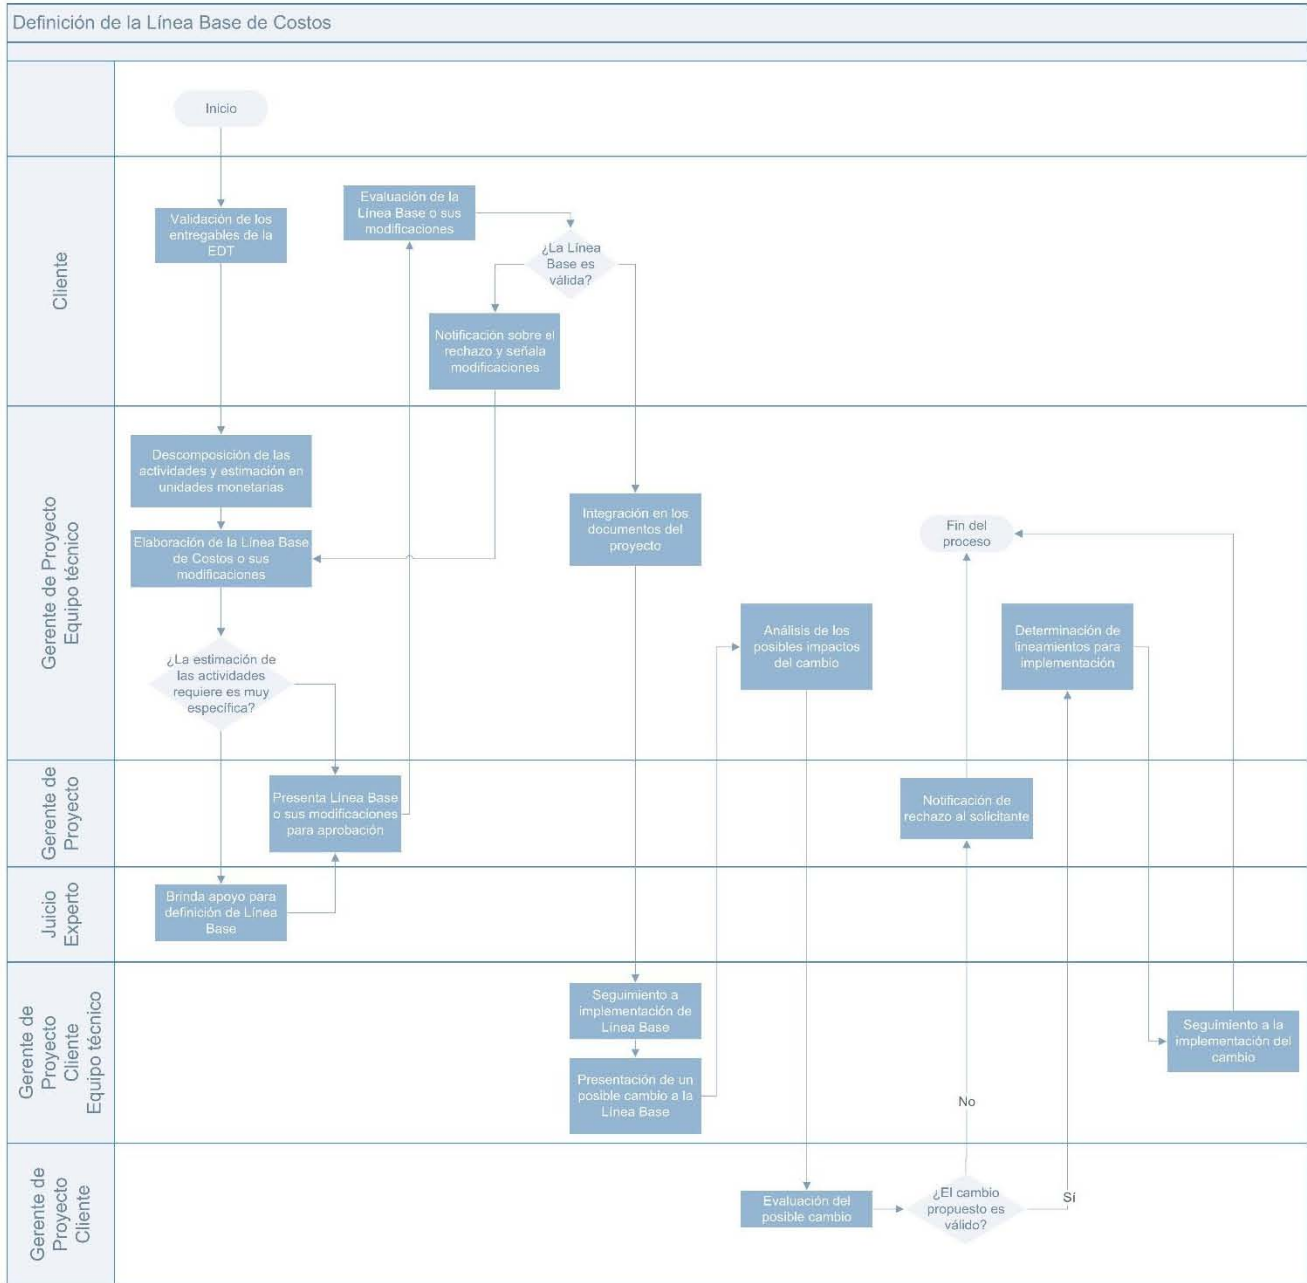 Definición de la Línea Base de Costos
Inicio
Cliente
Validación de los
entregables de la
EDT
Evaluación de la
Línea Base o sus
modificaciones
¿La Línea
Base es
válida?
Notificación sobre el
rechazo y señala
modificaciones
Gerente de Proyecto
Equipo técnico
Descomposición de las
actividades y estimación en
unidades monetarias
Elaboración de la Línea Base
de Costos o sus
modificaciones
¿La estimación de
las actividades
requiere es muy
específica?
Integración en los
documentos del
proyecto
Análisis de los
posibles impactos
del cambio
Fin del
proceso
Determinación de
lineamientos para
implementación
Gerente de
Proyecto
Presenta Línea Base
o sus modificaciones
para aprobación
Notificación de
rechazo al solicitante
Juicio
Experto
Brinda apoyo para
definición de Línea
Base
Gerente de
Proyecto
Cliente
Equipo técnico
Seguimiento a
implementación de
Línea Base
Presentación de un
posible cambio a la
Línea Base
Seguimiento a la
implementación del
cambio
No
Gerente de
Proyecto
Cliente
Evaluación del
posible cambio
¿El cambio
propuesto es
válido?
Sí